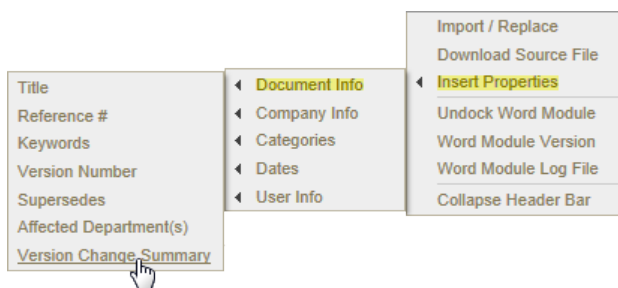 Import / Replace
Download Source File
Insert Properties
Undock Word Module
Word Module Version
Word Module Log File
Collapse Header Bar
Document Info
Company Info
Categories
Dates
User Info
Title
Reference #
Keywords
Version Number
Supersedes
Affected Department(s)
Version Change Summary